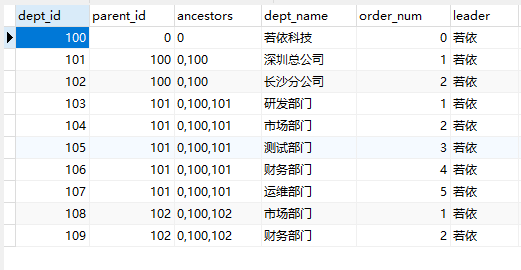 dept_id parent_id ancestors dept_name order_num leader
100 0 0 若依科技 0 若依
101 100 0,100 深圳总公司 1 若依
102 100 0,100 长沙分公司 2 若依
103 101 0,100,101 研发部门 1 若依
104 101 0,100,101 市场部门 2 若依
105 101 0,100,101 测试部门 3 若依
106 101 0,100,101 财务部门 4 若依
107 101 0,100,101 运维部门 5 若依
108 102 0,100,102 市场部门 1 若依
109 102 0,100,102 财务部门 2 若依